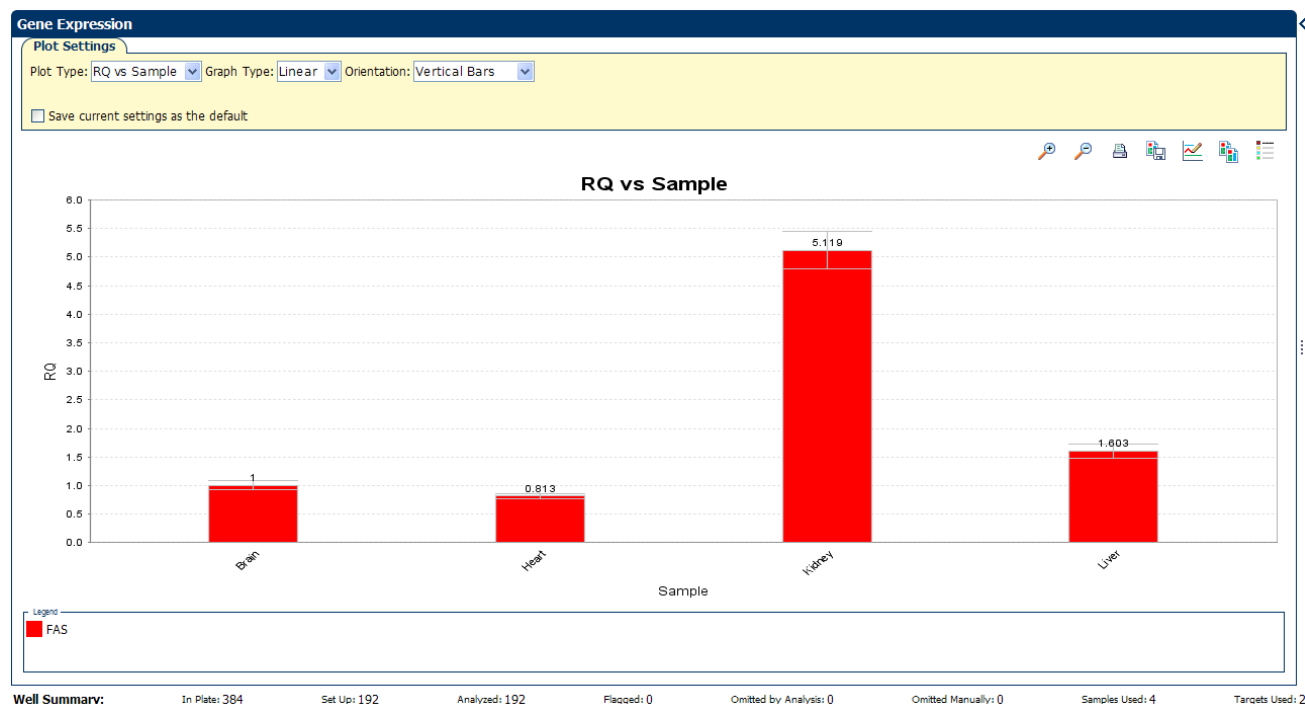 Gene Expression
Plot Settings
Plot Type: RQ vs Sample Graph Type: Linear Orientation: Vertical Bars
Save current settings as the default
RQ vs Sample
6.0
5.5
5.0
4.5
4.0
3.5
3.0
2.5
2.0
1.5
1.0
0.5
0.0
RQ
1
0.813
5.119
1.603
Brain
Heart
Kidney
Liver
Sample
Legend
FAS
Well Summary: In Plate: 384 Set Up: 192 Analyzed: 192 Flagged: 0 Omitted by Analysis: 0 Omitted Manually: 0 Samples Used: 4 Targets Used: 2